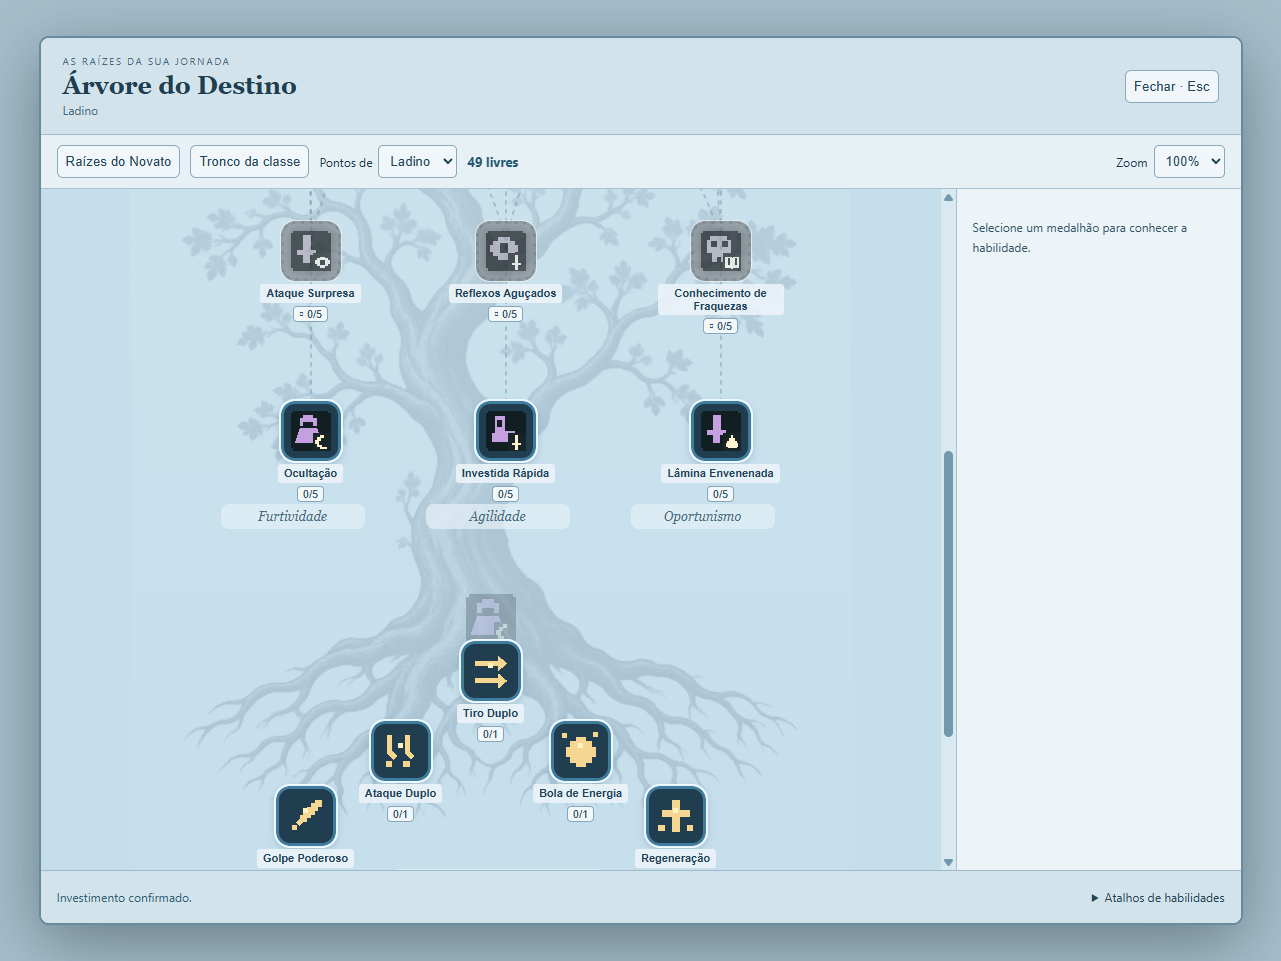 AS RAÍZES DA SUA JORNADA
Árvore do Destino
Ladino
Fechar · Esc
Raízes do Novato
Tronco da classe
Pontos de
Ladino
49 livres
Zoom
100%
Ataque Surpresa
0/5
Reflexos Aguçados
0/5
Conhecimento de
Fraquezas
0/5
Selecione um medalhão para conhecer a
habilidade.
Ocultação
0/5
Investida Rápida
0/5
Lâmina Envenenada
0/5
Furtividade
Agilidade
Oportunismo
Tiro Duplo
0/1
Ataque Duplo
0/1
Bola de Energia
0/1
Golpe Poderoso
Regeneração
Investimento confirmado.
▶ Atalhos de habilidades